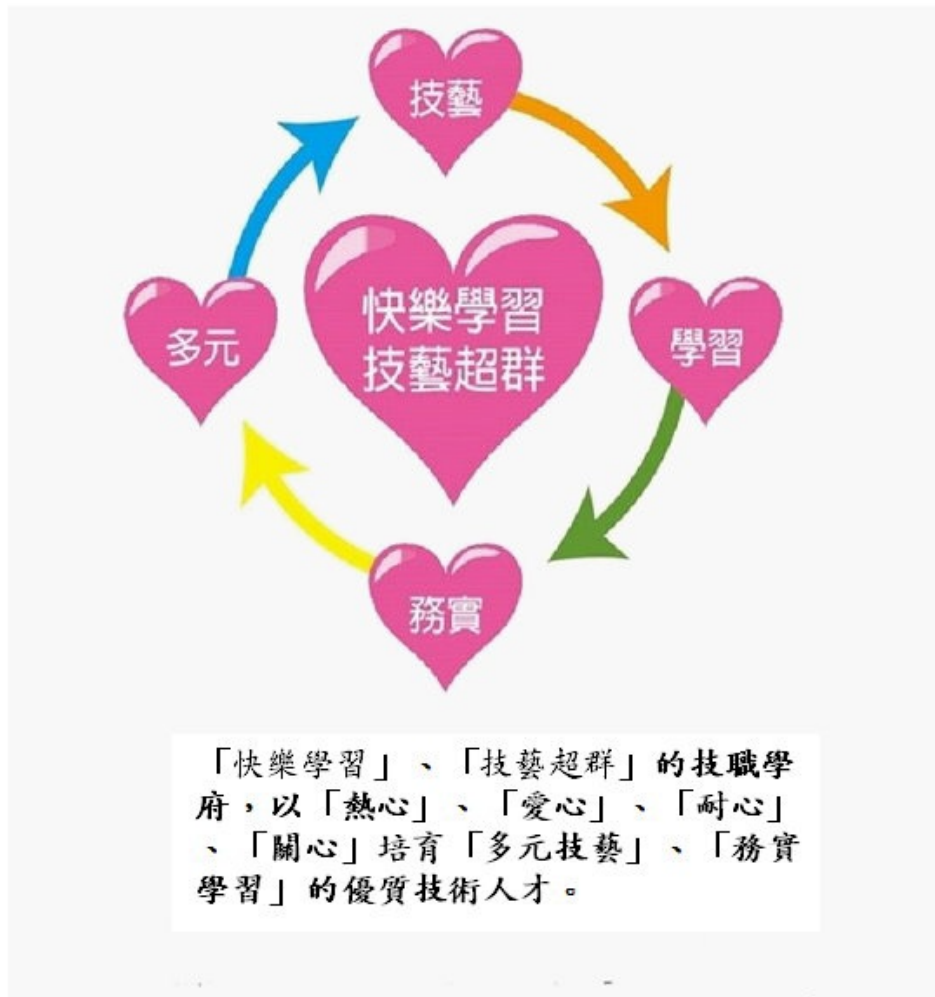 技藝
快樂學習
技藝超群
多元
學習
務實
「快樂學習」、「技藝超群」的技職學
府，以「熱心」、「愛心」、「耐心」
、「關心」培育「多元技藝」、「務實
學習」的優質技術人才。